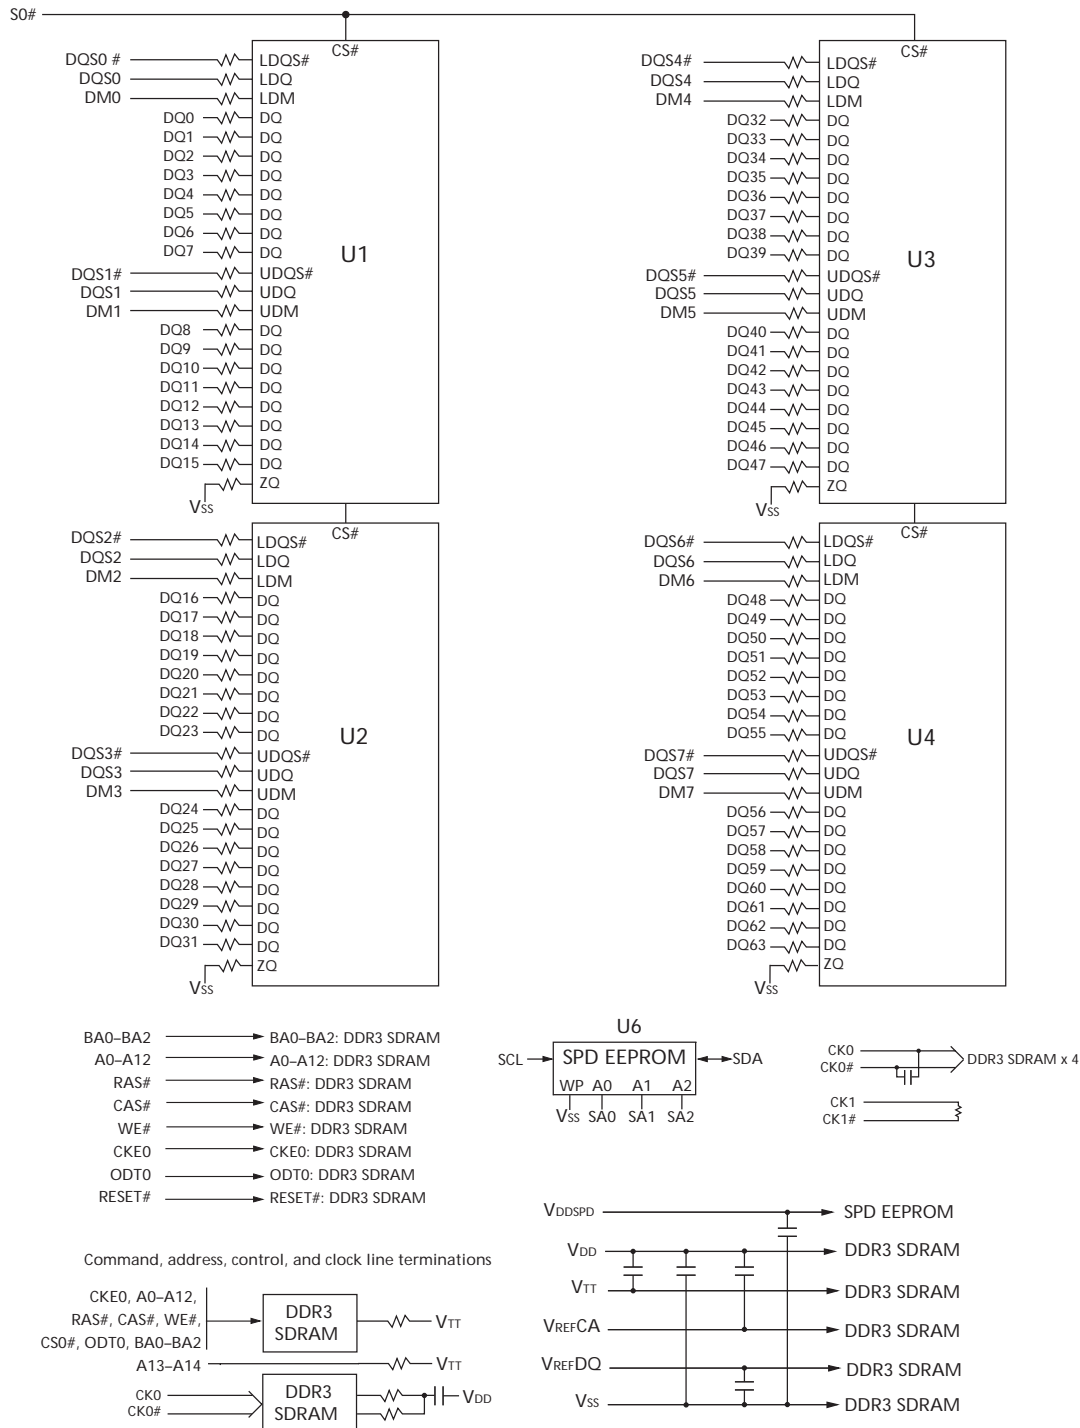 S0#
CS#
DQS0 # LDQS#
DQS0 LDQ
DM0 LDM
DQ0 DQ
DQ1 DQ
DQ2 DQ
DQ3 DQ
DQ4 DQ
DQ5 DQ
DQ6 DQ
DQ7 DQ
U1
DQS1# UDQS#
DQS1 UDQ
DM1 UDM
DQ8 DQ
DQ9 DQ
DQ10 DQ
DQ11 DQ
DQ12 DQ
DQ13 DQ
DQ14 DQ
DQ15 DQ
ZQ
Vss
CS#
DQS4# LDQS#
DQS4 LDQ
DM4 LDM
DQ32 DQ
DQ33 DQ
DQ34 DQ
DQ35 DQ
DQ36 DQ
DQ37 DQ
DQ38 DQ
DQ39 DQ
U3
DQS5# UDQS#
DQS5 UDQ
DM5 UDM
DQ40 DQ
DQ41 DQ
DQ42 DQ
DQ43 DQ
DQ44 DQ
DQ45 DQ
DQ46 DQ
DQ47 DQ
ZQ
Vss
CS#
DQS2# LDQS#
DQS2 LDQ
DM2 LDM
DQ16 DQ
DQ17 DQ
DQ18 DQ
DQ19 DQ
DQ20 DQ
DQ21 DQ
DQ22 DQ
DQ23 DQ
U2
DQS3# UDQS#
DQS3 UDQ
DM3 UDM
DQ24 DQ
DQ25 DQ
DQ26 DQ
DQ27 DQ
DQ28 DQ
DQ29 DQ
DQ30 DQ
DQ31 DQ
ZQ
Vss
CS#
DQS6# LDQS#
DQS6 LDQ
DM6 LDM
DQ48 DQ
DQ49 DQ
DQ50 DQ
DQ51 DQ
DQ52 DQ
DQ53 DQ
DQ54 DQ
DQ55 DQ
U4
DQS7# UDQS#
DQS7 UDQ
DM7 UDM
DQ56 DQ
DQ57 DQ
DQ58 DQ
DQ59 DQ
DQ60 DQ
DQ61 DQ
DQ62 DQ
DQ63 DQ
ZQ
Vss
BA0–BA2 BA0–BA2: DDR3 SDRAM
A0–A12 A0–A12: DDR3 SDRAM
RAS# RAS#: DDR3 SDRAM
CAS# CAS#: DDR3 SDRAM
WE# WE#: DDR3 SDRAM
CKE0 CKE0: DDR3 SDRAM
ODT0 ODT0: DDR3 SDRAM
RESET# RESET#: DDR3 SDRAM
U6
SCL SPD EEPROM SDA
WP A0 A1 A2
Vss SA0 SA1 SA2
CK0
CK0#
DDR3 SDRAM x 4
CK1
CK1#
Command, address, control, and clock line terminations
CKE0, A0–A12,
RAS#, CAS#, WE#,
CS0#, ODT0, BA0–BA2
DDR3
SDRAM
VTT
A13–A14 VTT
CK0
CK0#
DDR3
SDRAM
VDD
VDDSPD SPD EEPROM
VDD DDR3 SDRAM
VTT DDR3 SDRAM
VREFCA DDR3 SDRAM
VREFDQ DDR3 SDRAM
Vss DDR3 SDRAM